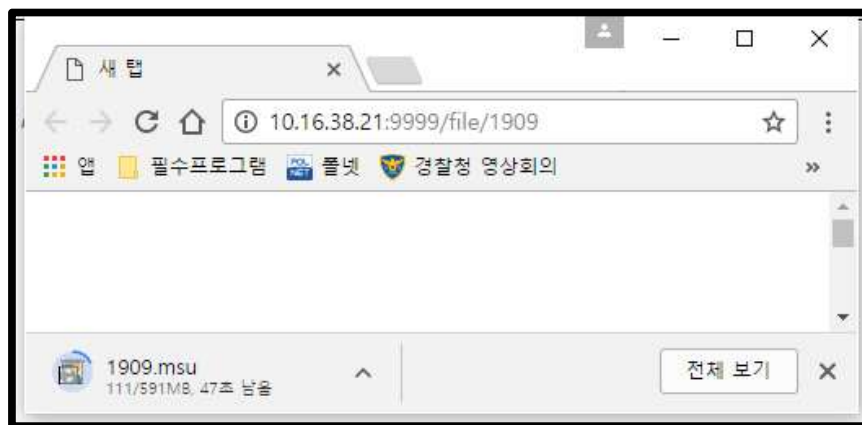 새 탭
10.16.38.21:9999/file/1909
앱 필수프로그램 POL NET 폴넷 경찰청 영상회의 »
1909.msu
111/591MB, 47초 남음
전체 보기